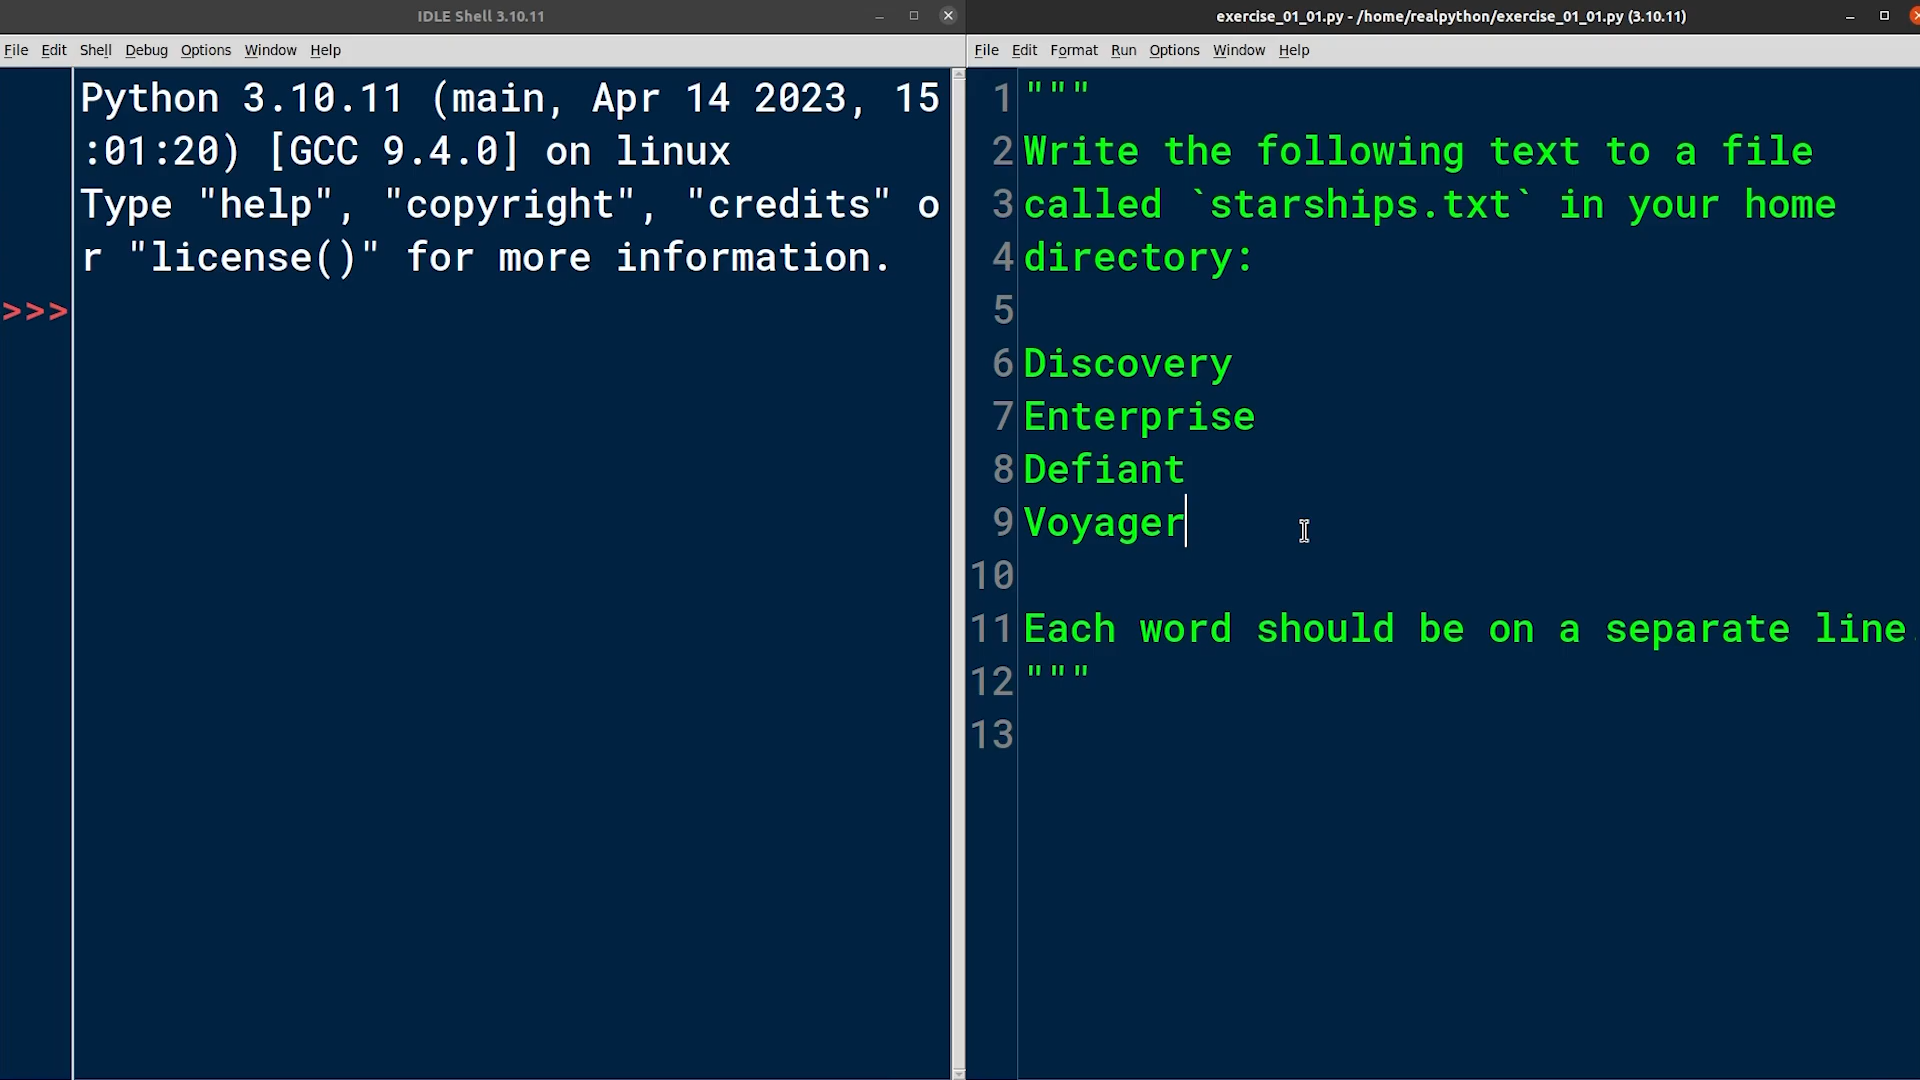 IDLE Shell 3.10.11
File Edit Shell Debug Options Window Help
Python 3.10.11 (main, Apr 14 2023, 15
:01:20) [GCC 9.4.0] on linux
Type "help", "copyright", "credits" o
r "license()" for more information.
>>>
exercise_01_01.py - /home/realpython/exercise_01_01.py (3.10.11)
File Edit Format Run Options Window Help
1 """
2 Write the following text to a file
3 called `starships.txt` in your home
4 directory:
5
6 Discovery
7 Enterprise
8 Defiant
9 Voyager
10
11 Each word should be on a separate line.
12 """
13